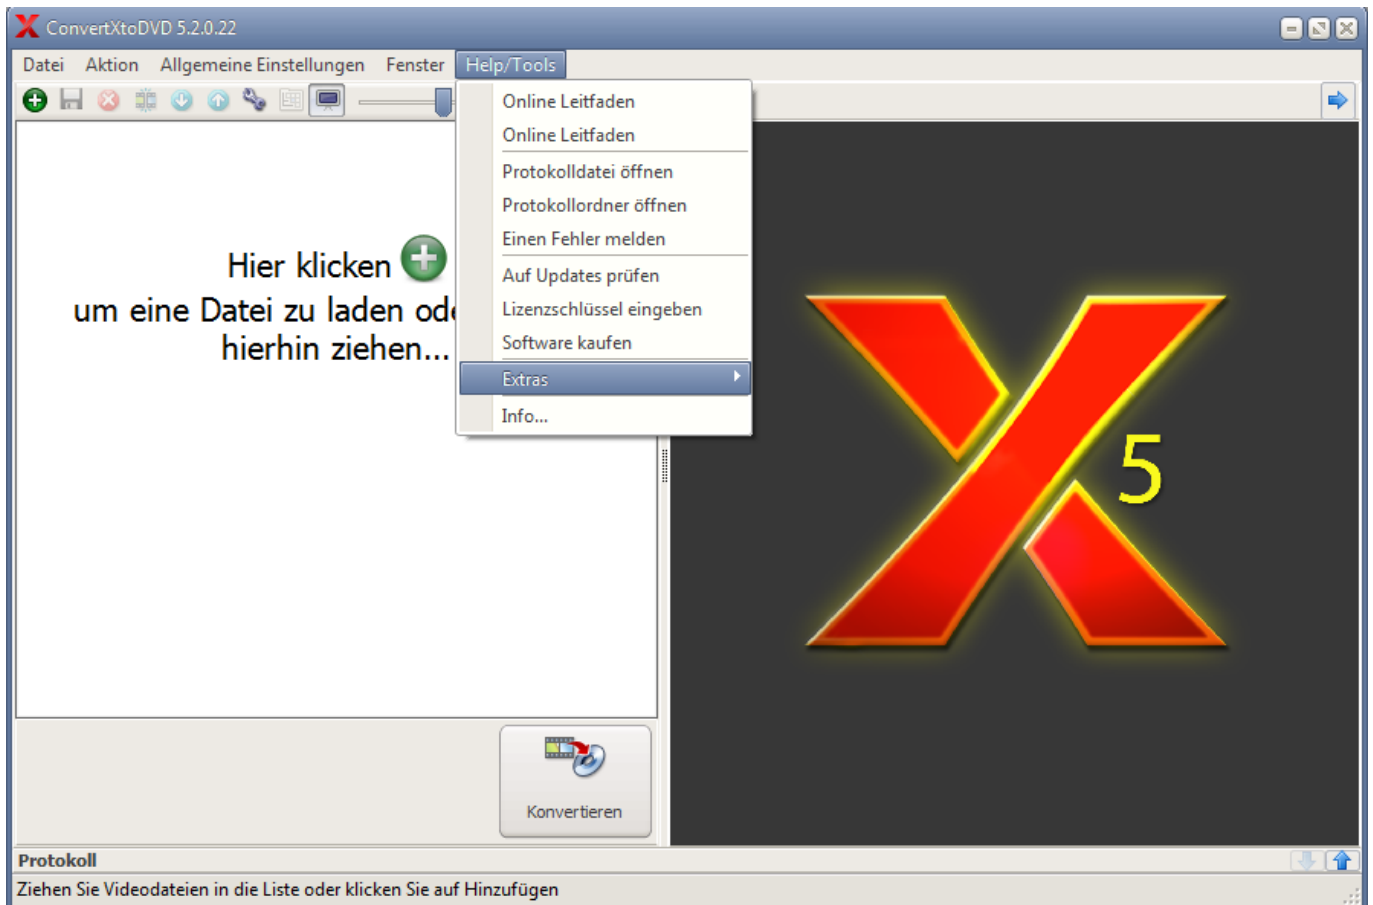 ConvertXtoDVD 5.2.0.22
Datei Aktion Allgemeine Einstellungen Fenster Help/Tools
Online Leitfaden
Online Leitfaden
Protokolldatei öffnen
Protokollordner öffnen
Einen Fehler melden
Auf Updates prüfen
Lizenzschlüssel eingeben
Software kaufen
Extras
Info...
Hier klicken
um eine Datei zu laden ode
hierhin ziehen...
X 5
Konvertieren
Protokoll
Ziehen Sie Videodateien in die Liste oder klicken Sie auf Hinzufügen